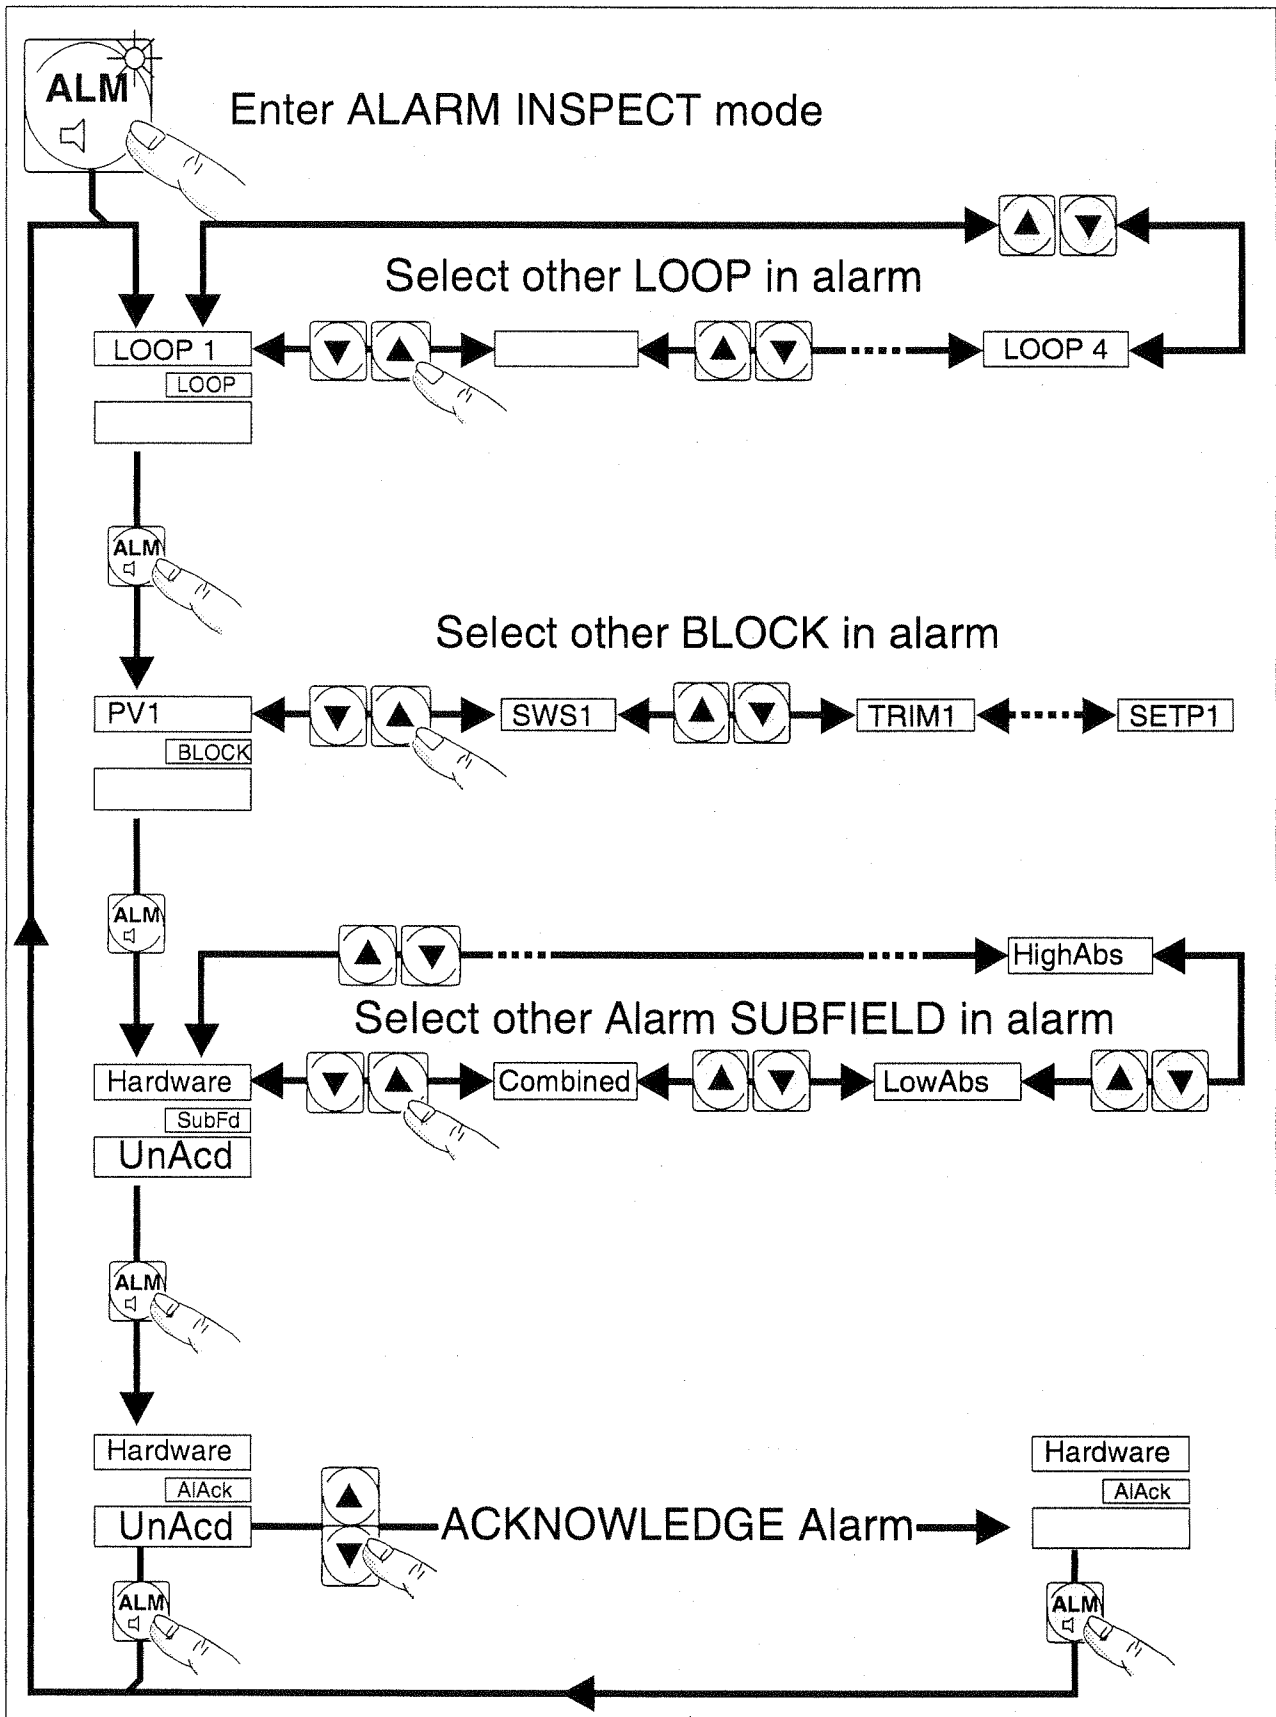 ALM
Enter ALARM INSPECT mode
Select other LOOP in alarm
LOOP 1
LOOP 4
LOOP
ALM
Select other BLOCK in alarm
PV1
SWS1
TRIM1
SETP1
BLOCK
ALM
HighAbs
Select other Alarm SUBFIELD in alarm
Hardware
Combined
LowAbs
SubFd
UnAcd
ALM
Hardware
Hardware
AlAck
AlAck
UnAcd
ACKNOWLEDGE Alarm
ALM
ALM